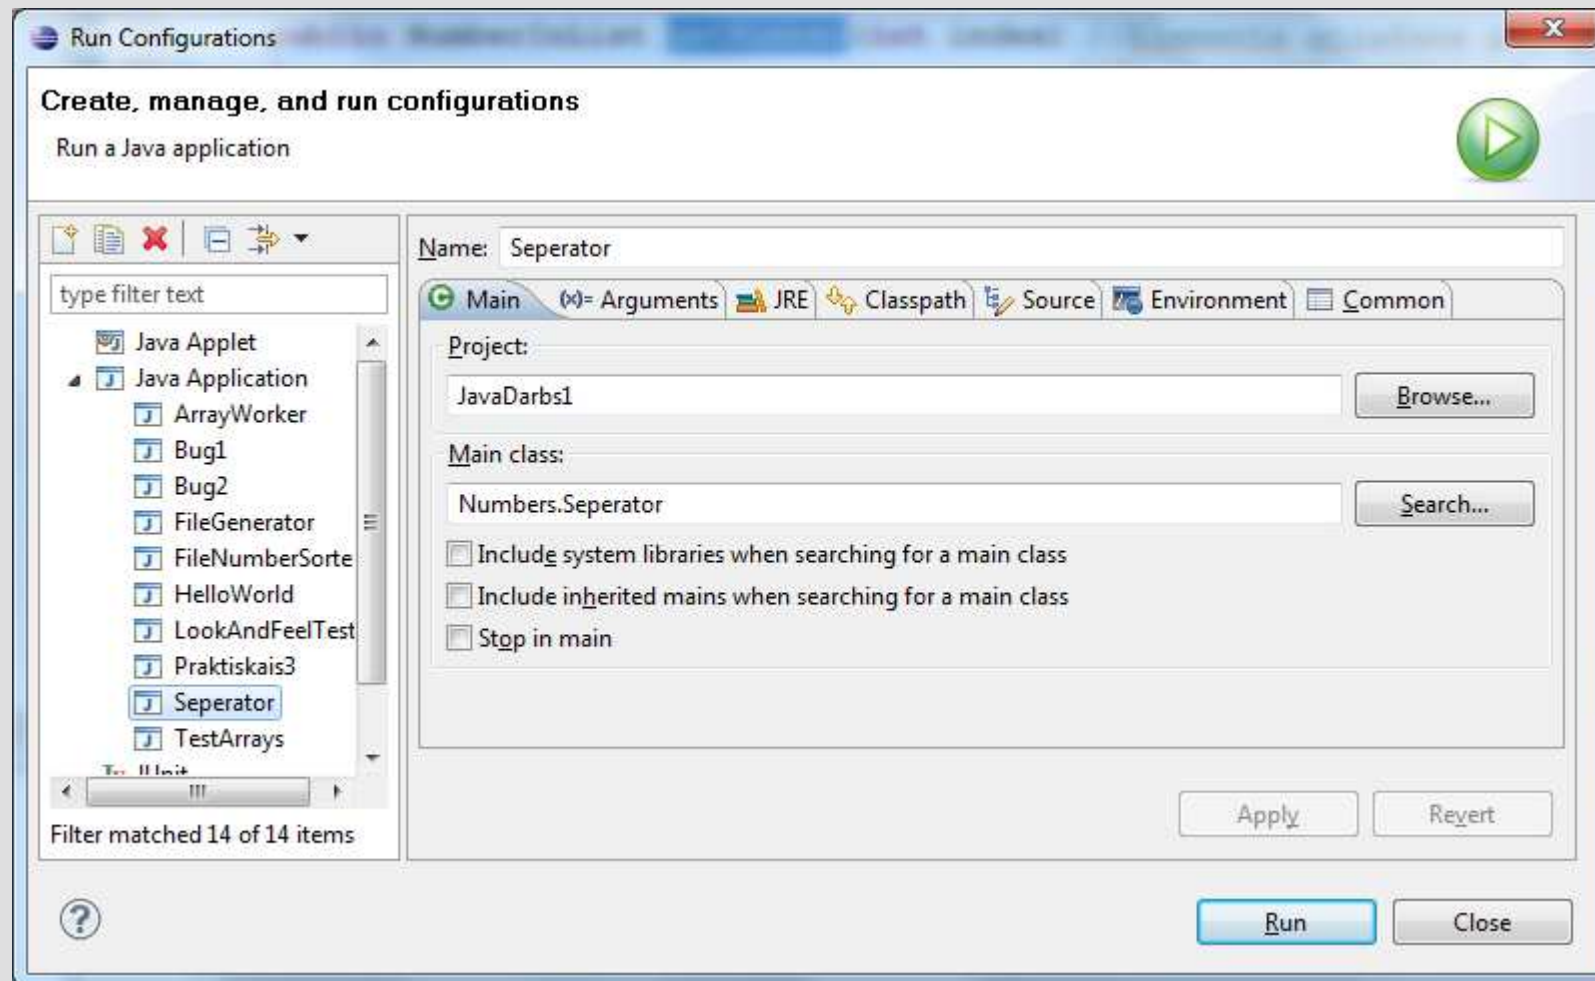 Run Configurations
Create, manage, and run configurations
Run a Java application
type filter text
Java Applet
Java Application
ArrayWorker
Bug1
Bug2
FileGenerator
FileNumberSorte
HelloWorld
LookAndFeelTest
Praktiskais3
Seperator
TestArrays
JUnit
Filter matched 14 of 14 items
Name: Seperator
Main (x)= Arguments JRE Classpath Source Environment Common
Project:
JavaDarbs1 Browse...
Main class:
Numbers.Seperator Search...
Include system libraries when searching for a main class
Include inherited mains when searching for a main class
Stop in main
Apply Revert
Run Close